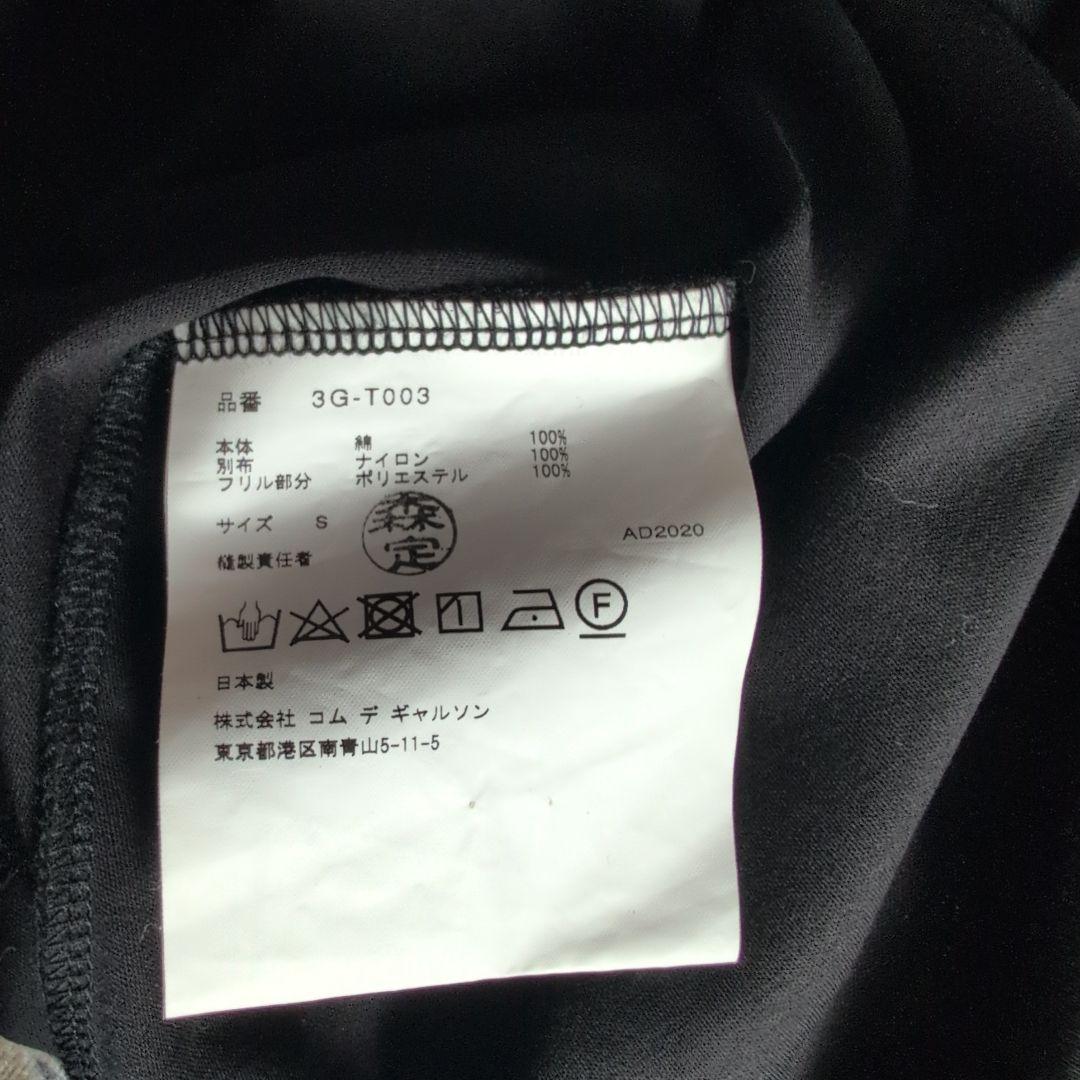 品番 3G-T003
本体 綿 100%
別布 ナイロン 100%
フリル部分 ポリエステル 100%
サイズ S
森定
AD2020
縫製責任者
F
日本製
株式会社 コム デ ギャルソン
東京都港区南青山5-11-5